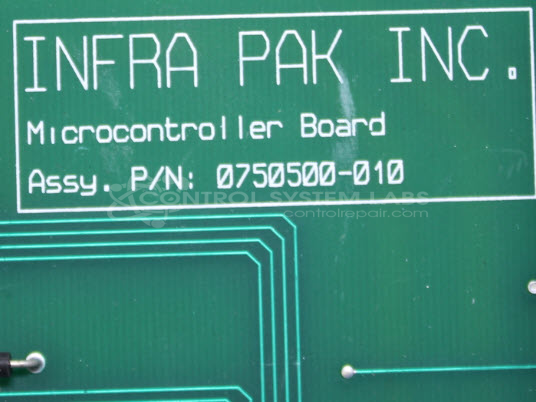 INFRA PAK INC.
Microcontroller Board
Assy. P/N: 0750500-010
CONTROL SYSTEM LABS
controlrepair.com